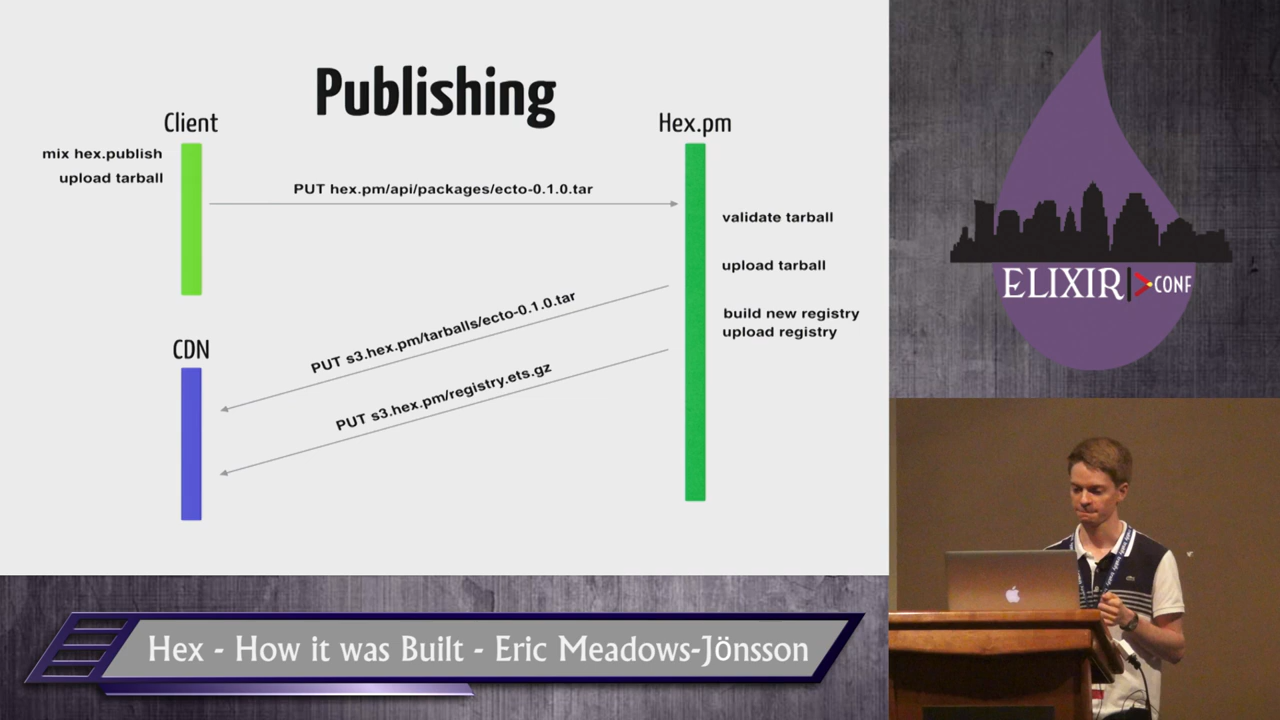 Publishing
Client
Hex.pm
mix hex.publish
upload tarball
PUT hex.pm/api/packages/ecto-0.1.0.tar
validate tarball
upload tarball
PUT s3.hex.pm/tarballs/ecto-0.1.0.tar
build new registry
upload registry
CDN
PUT s3.hex.pm/registry.ets.gz
ELIXIR
CONF
Hex - How it was Built - Eric Meadows-Jönsson